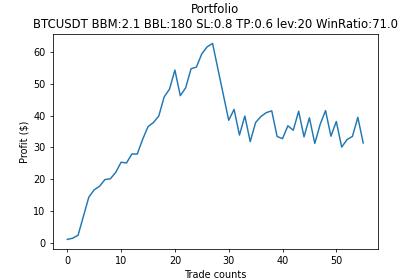 Portfolio
BTCUSDT BBM:2.1 BBL:180 SL:0.8 TP:0.6 lev:20 WinRatio:71.0
60
50
40
30
20
10
0
Profit ($)
0 10 20 30 40 50
Trade counts